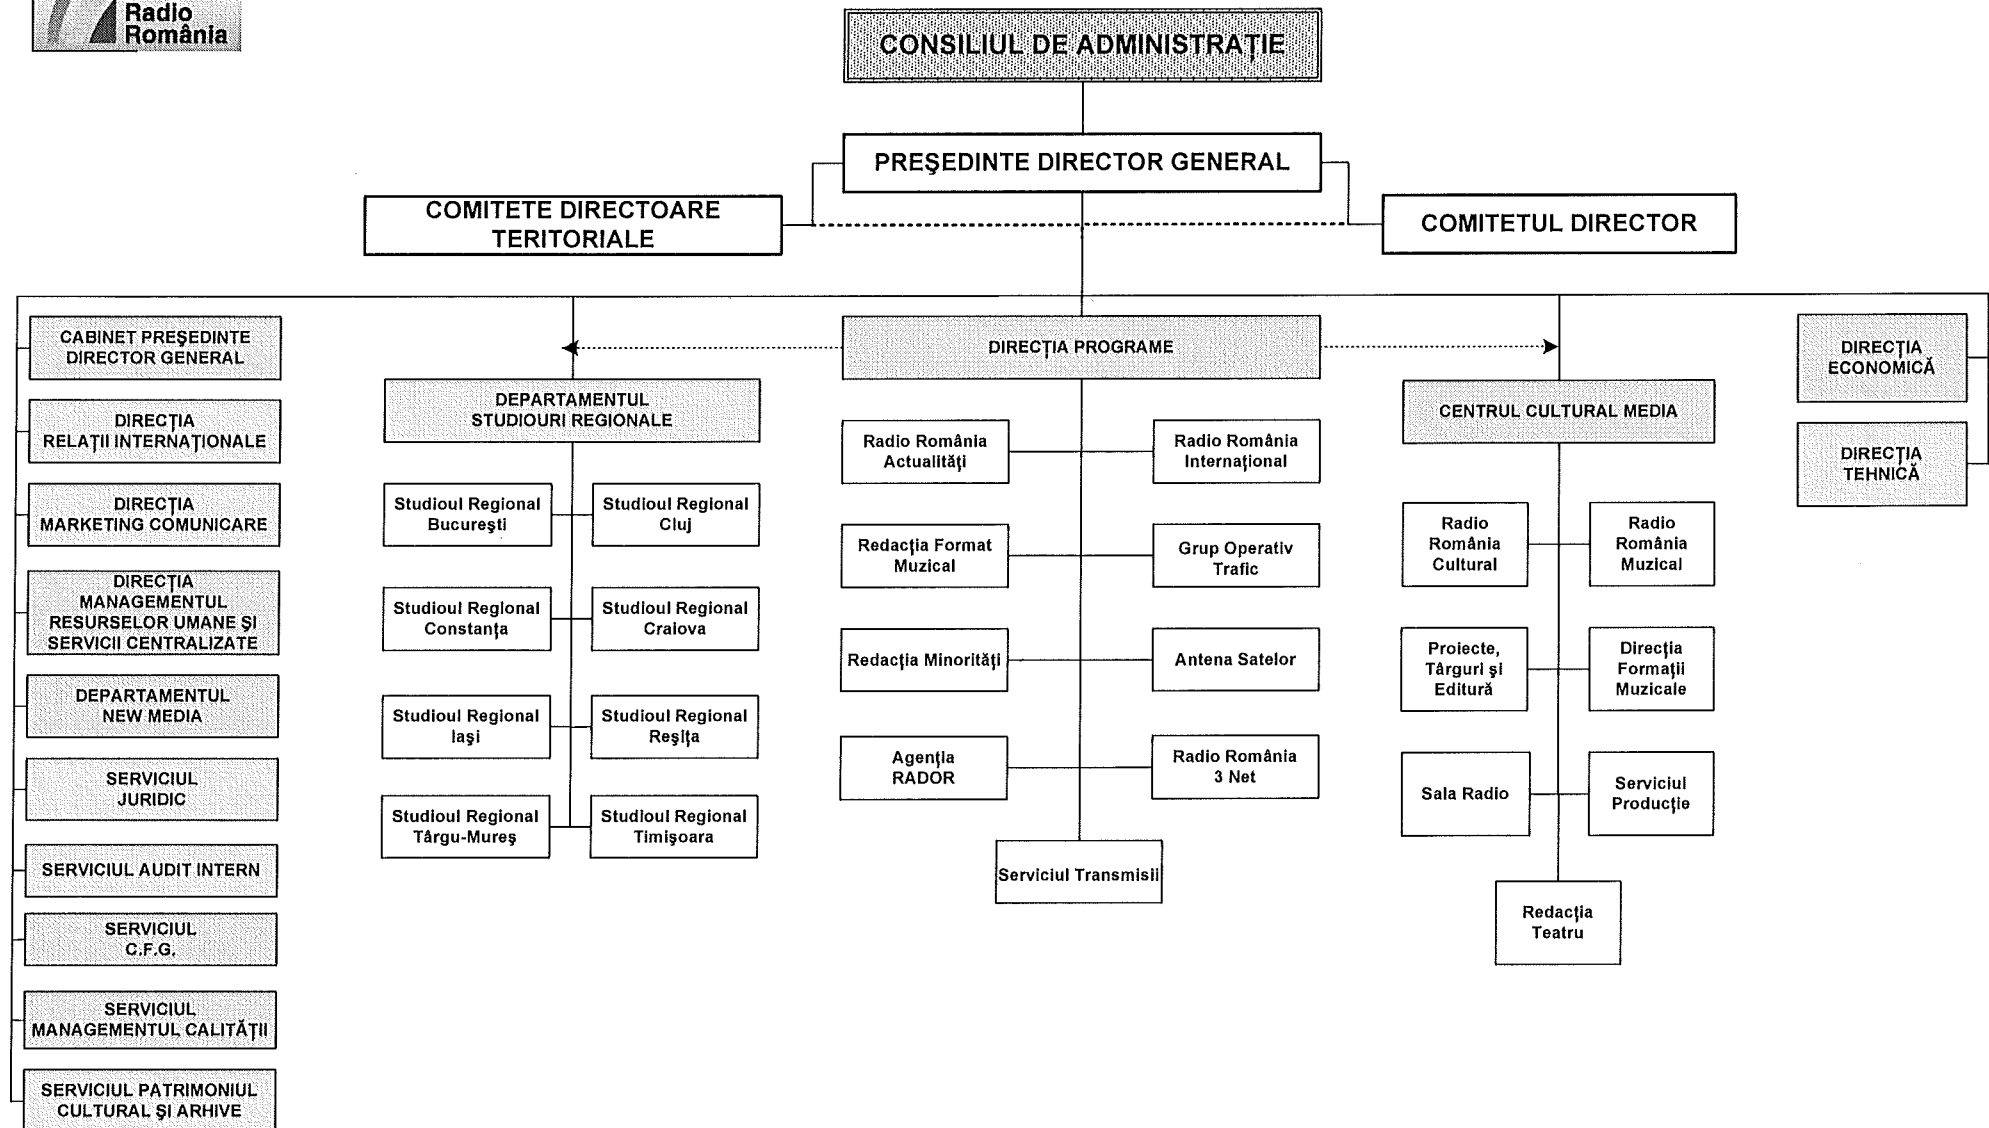 Radio
România
CONSILIUL DE ADMINISTRAŢIE
PREŞEDINTE DIRECTOR GENERAL
COMITETE DIRECTOARE
TERITORIALE
COMITETUL DIRECTOR
CABINET PREŞEDINTE
DIRECTOR GENERAL
DIRECŢIA
RELAŢII INTERNAŢIONALE
DIRECŢIA
MARKETING COMUNICARE
DIRECŢIA
MANAGEMENTUL
RESURSELOR UMANE ŞI
SERVICII CENTRALIZATE
DEPARTAMENTUL
NEW MEDIA
SERVICIUL
JURIDIC
SERVICIUL AUDIT INTERN
SERVICIUL
C.F.G.
SERVICIUL
MANAGEMENTUL CALITĂŢII
SERVICIUL PATRIMONIUL
CULTURAL ŞI ARHIVE
DEPARTAMENTUL
STUDIOURI REGIONALE
Studioul Regional
Bucureşti
Studioul Regional
Cluj
Studioul Regional
Constanţa
Studioul Regional
Craiova
Studioul Regional
Iaşi
Studioul Regional
Reşiţa
Studioul Regional
Târgu-Mureş
Studioul Regional
Timişoara
DIRECŢIA PROGRAME
Radio România
Actualităţi
Radio România
Internaţional
Redacţia Format
Muzical
Grup Operativ
Trafic
Redacţia Minorităţi
Antena Satelor
Agenţia
RADOR
Radio România
3 Net
Serviciul Transmisii
CENTRUL CULTURAL MEDIA
Radio
România
Cultural
Radio
România
Muzical
Proiecte,
Târguri şi
Editură
Direcţia
Formaţii
Muzicale
Sala Radio
Serviciul
Producţie
Redacţia
Teatru
DIRECŢIA
ECONOMICĂ
DIRECŢIA
TEHNICĂ